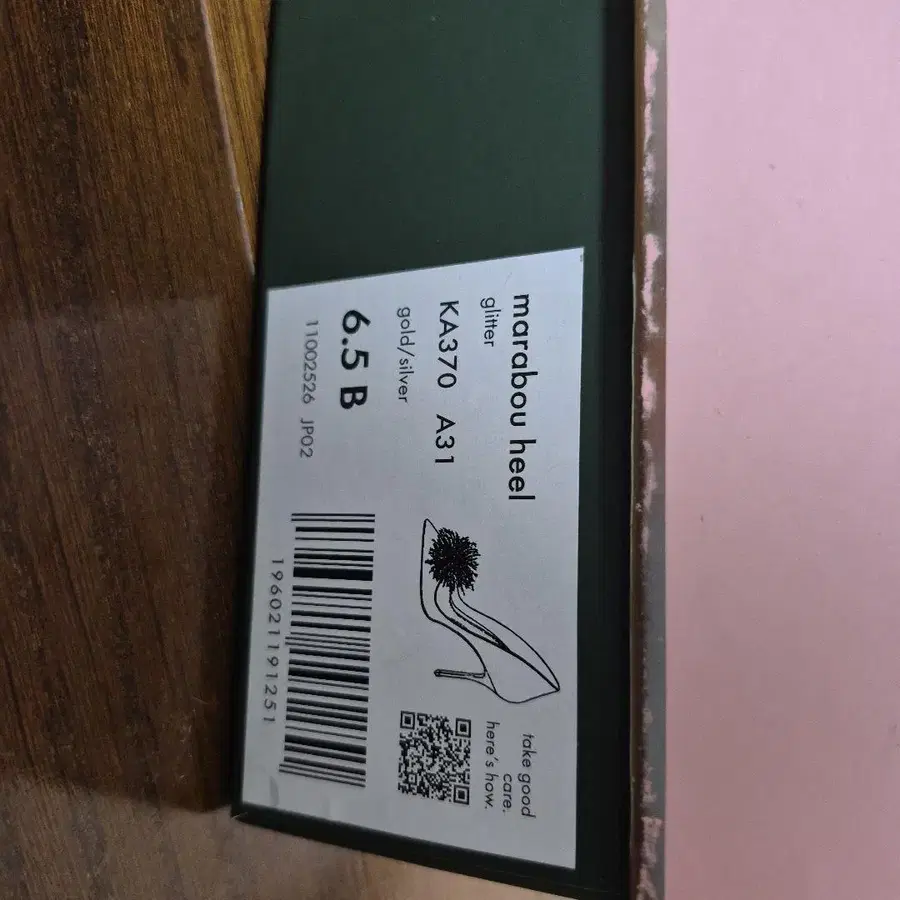 marabou heel
glitter
KA370 A31
gold/silver
6.5 B
11002526 JP02
196021191251
take good
care.
here's how.